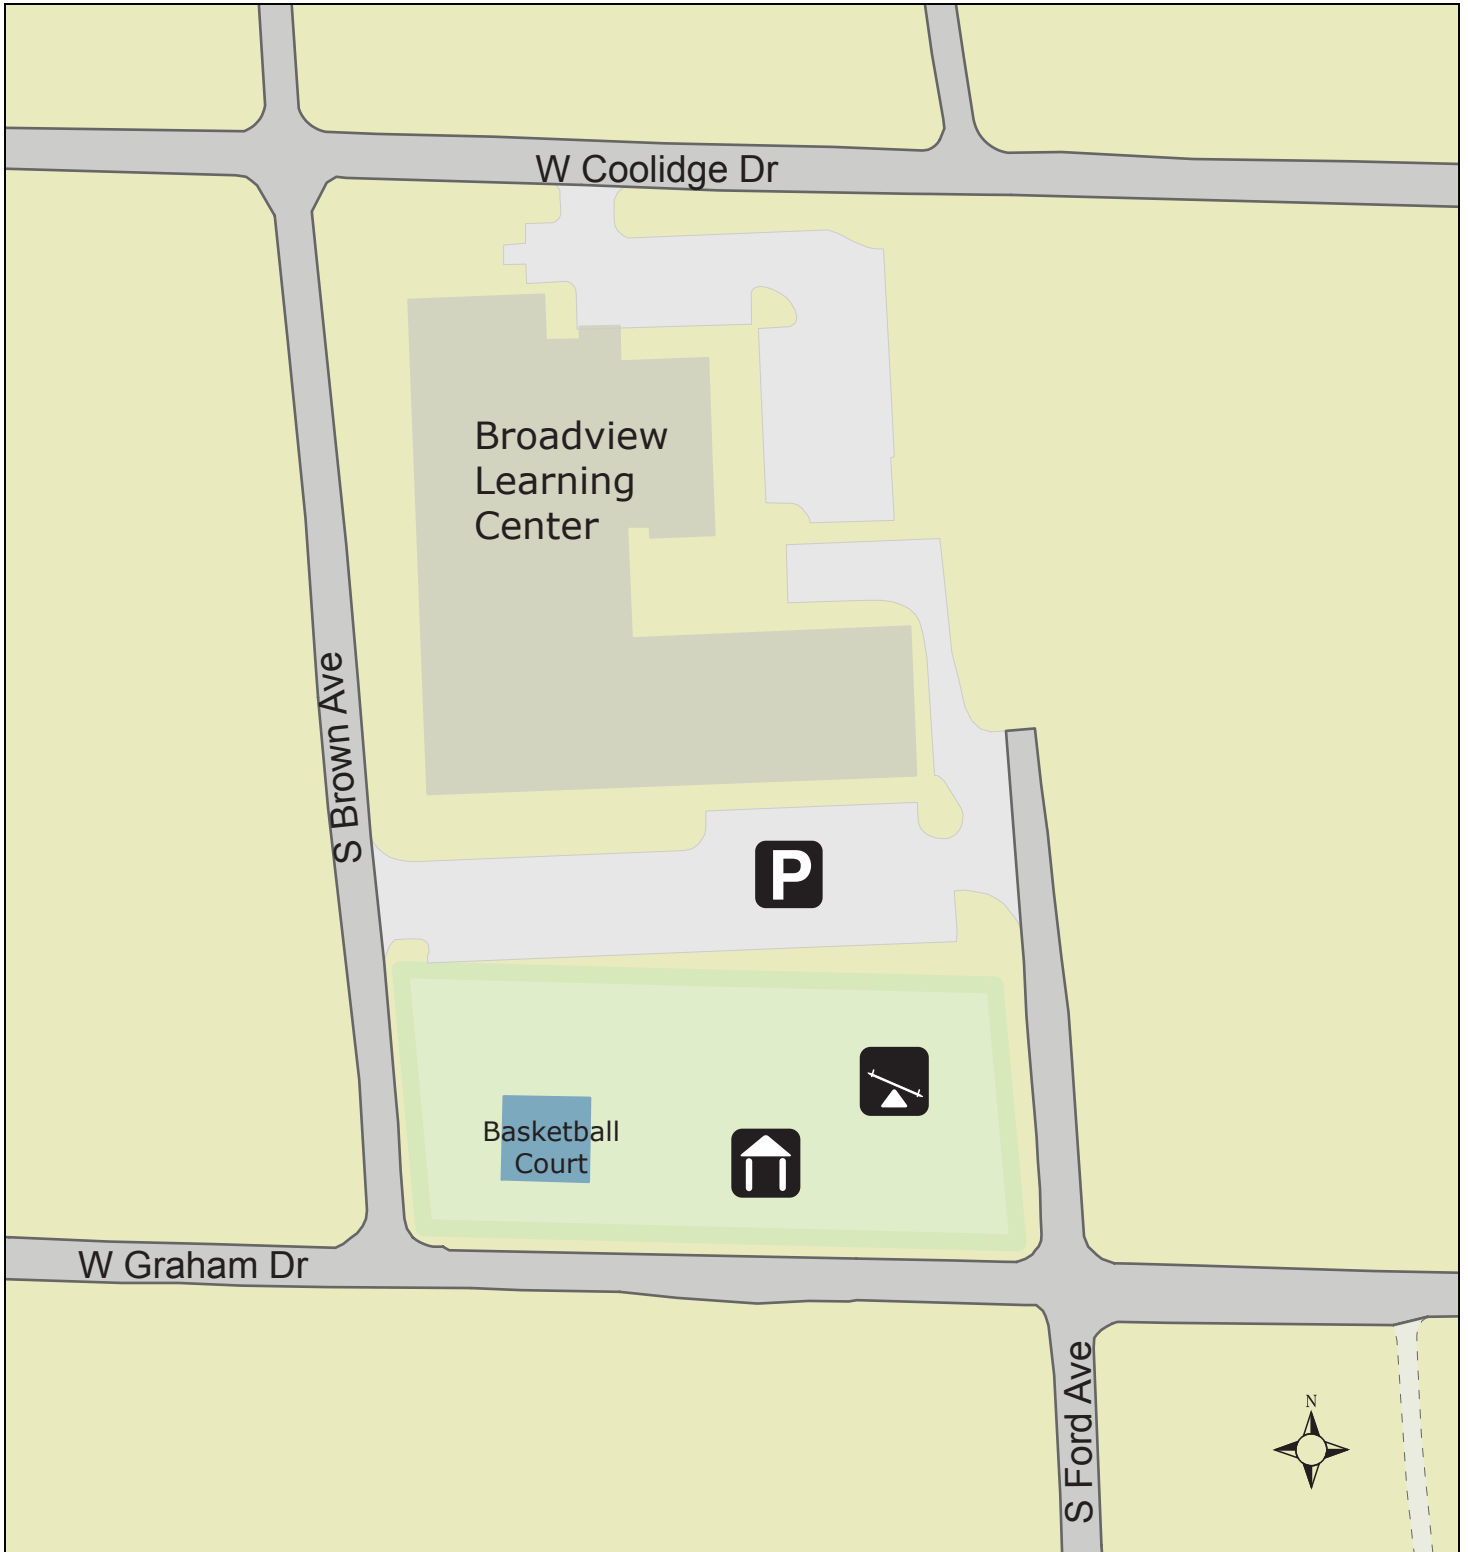 W Coolidge Dr
Broadview
Learning
Center
S Brown Ave
P
Basketball
Court
W Graham Dr
S Ford Ave
N